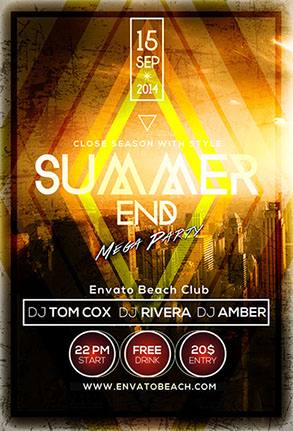 15
SEP
2014
CLOSE SEASON WITH STYLE
SUMMER
END
MEGA PARTY
Envato Beach Club
DJ TOM COX DJ RIVERA DJ AMBER
22 PM FREE 20$
START DRINK ENTRY
WWW.ENVATOBEACH.COM